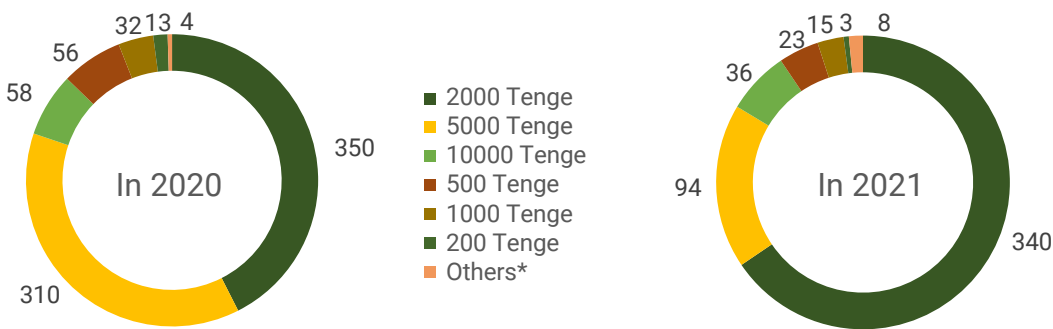 32 13 4
56
58
350
In 2020
310
2000 Tenge
5000 Tenge
10000 Tenge
500 Tenge
1000 Tenge
200 Tenge
Others*
15 3 8
23
36
94
In 2021
340